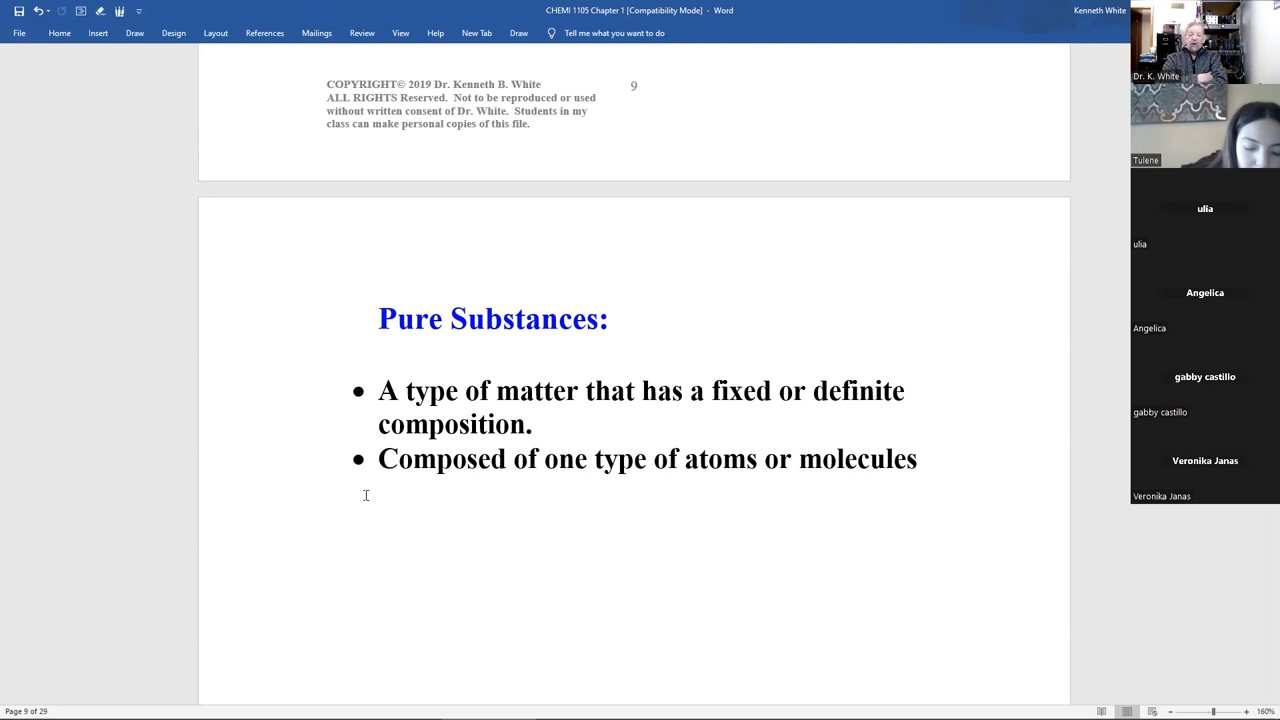 CHEMI 1105 Chapter 1 [Compatibility Mode] - Word
Kenneth White
File Home Insert Draw Design Layout References Mailings Review View Help New Tab Draw Tell me what you want to do
COPYRIGHT© 2019 Dr. Kenneth B. White
ALL RIGHTS Reserved. Not to be reproduced or used
without written consent of Dr. White. Students in my
class can make personal copies of this file.
9
Pure Substances:
• A type of matter that has a fixed or definite
composition.
• Composed of one type of atoms or molecules
Dr. K. White
Tulene
ulia
ulia
Angelica
Angelica
gabby castillo
gabby castillo
Veronika Janas
Veronika Janas
Page 9 of 29
160%